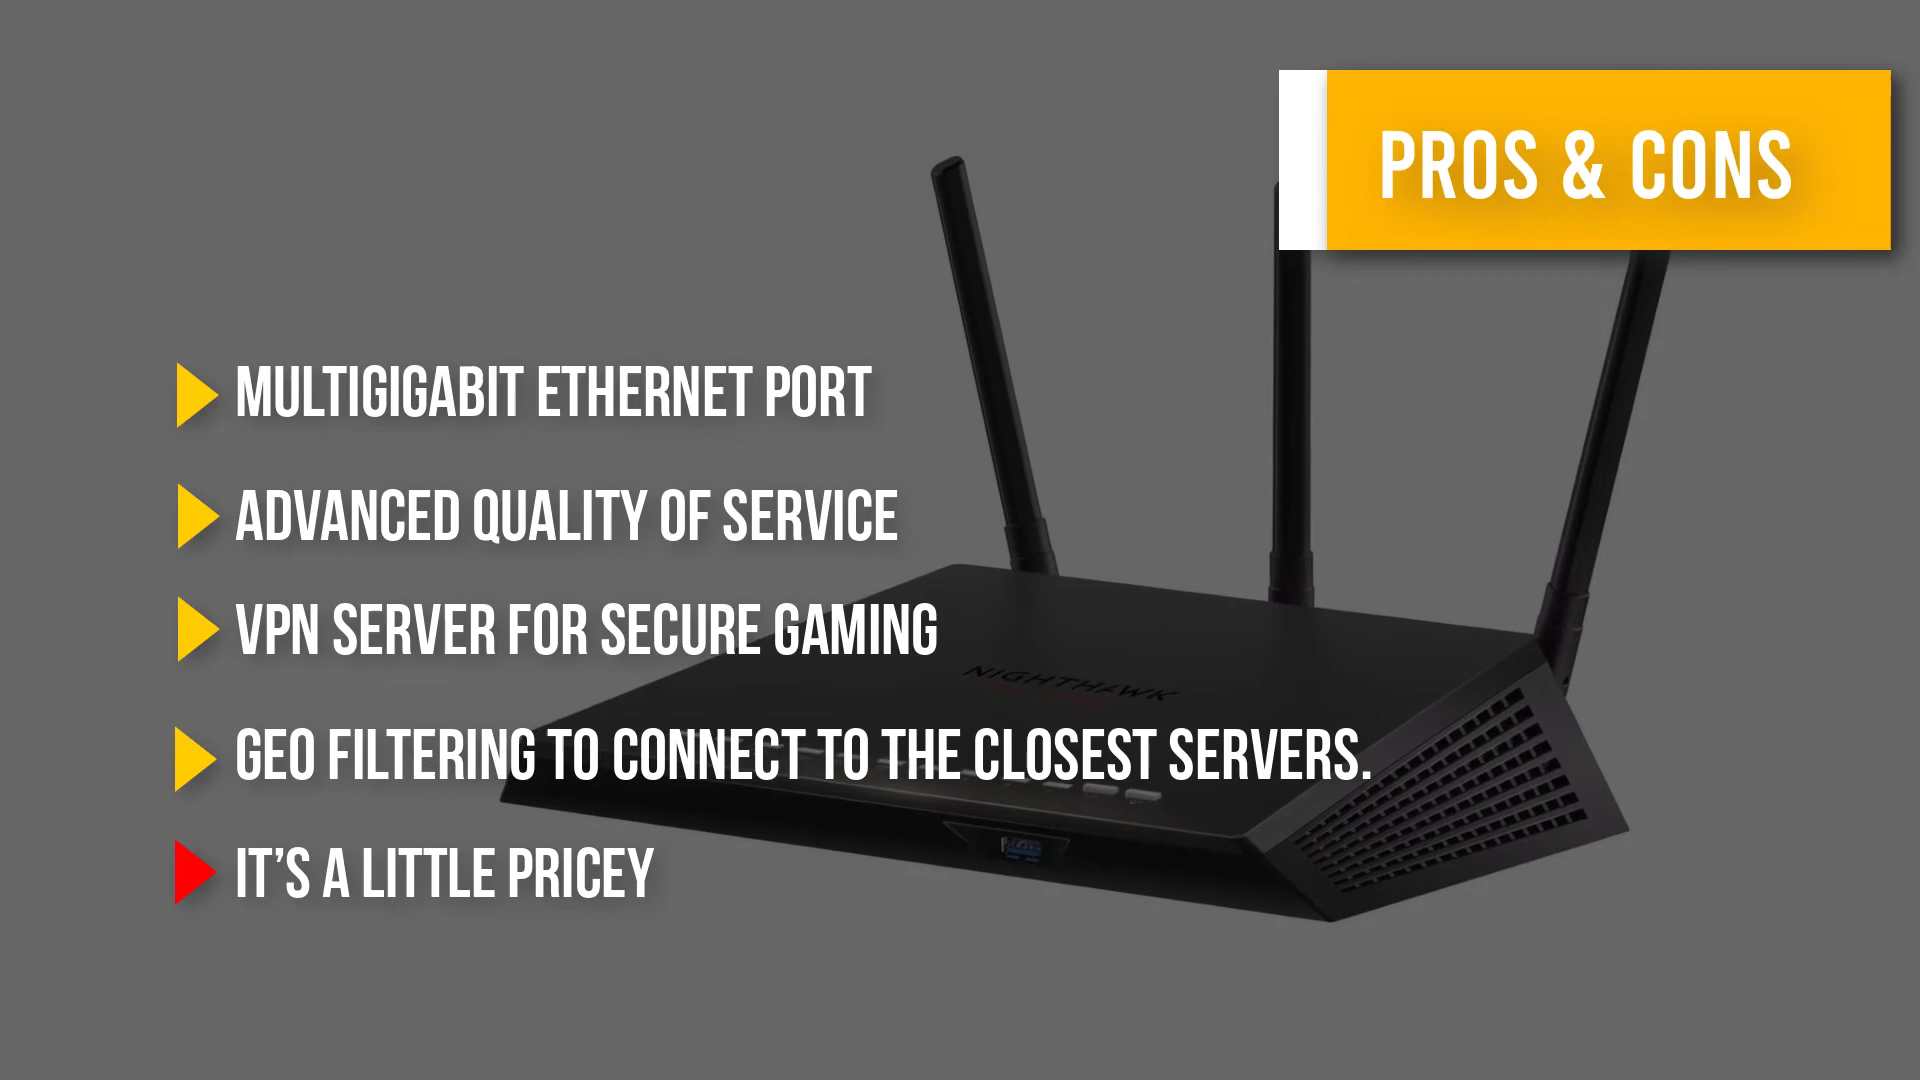 PROS & CONS
MULTIGIGABIT ETHERNET PORT
ADVANCED QUALITY OF SERVICE
VPN SERVER FOR SECURE GAMING
NIGHTHAWK
GEO FILTERING TO CONNECT TO THE CLOSEST SERVERS.
IT'S A LITTLE PRICEY